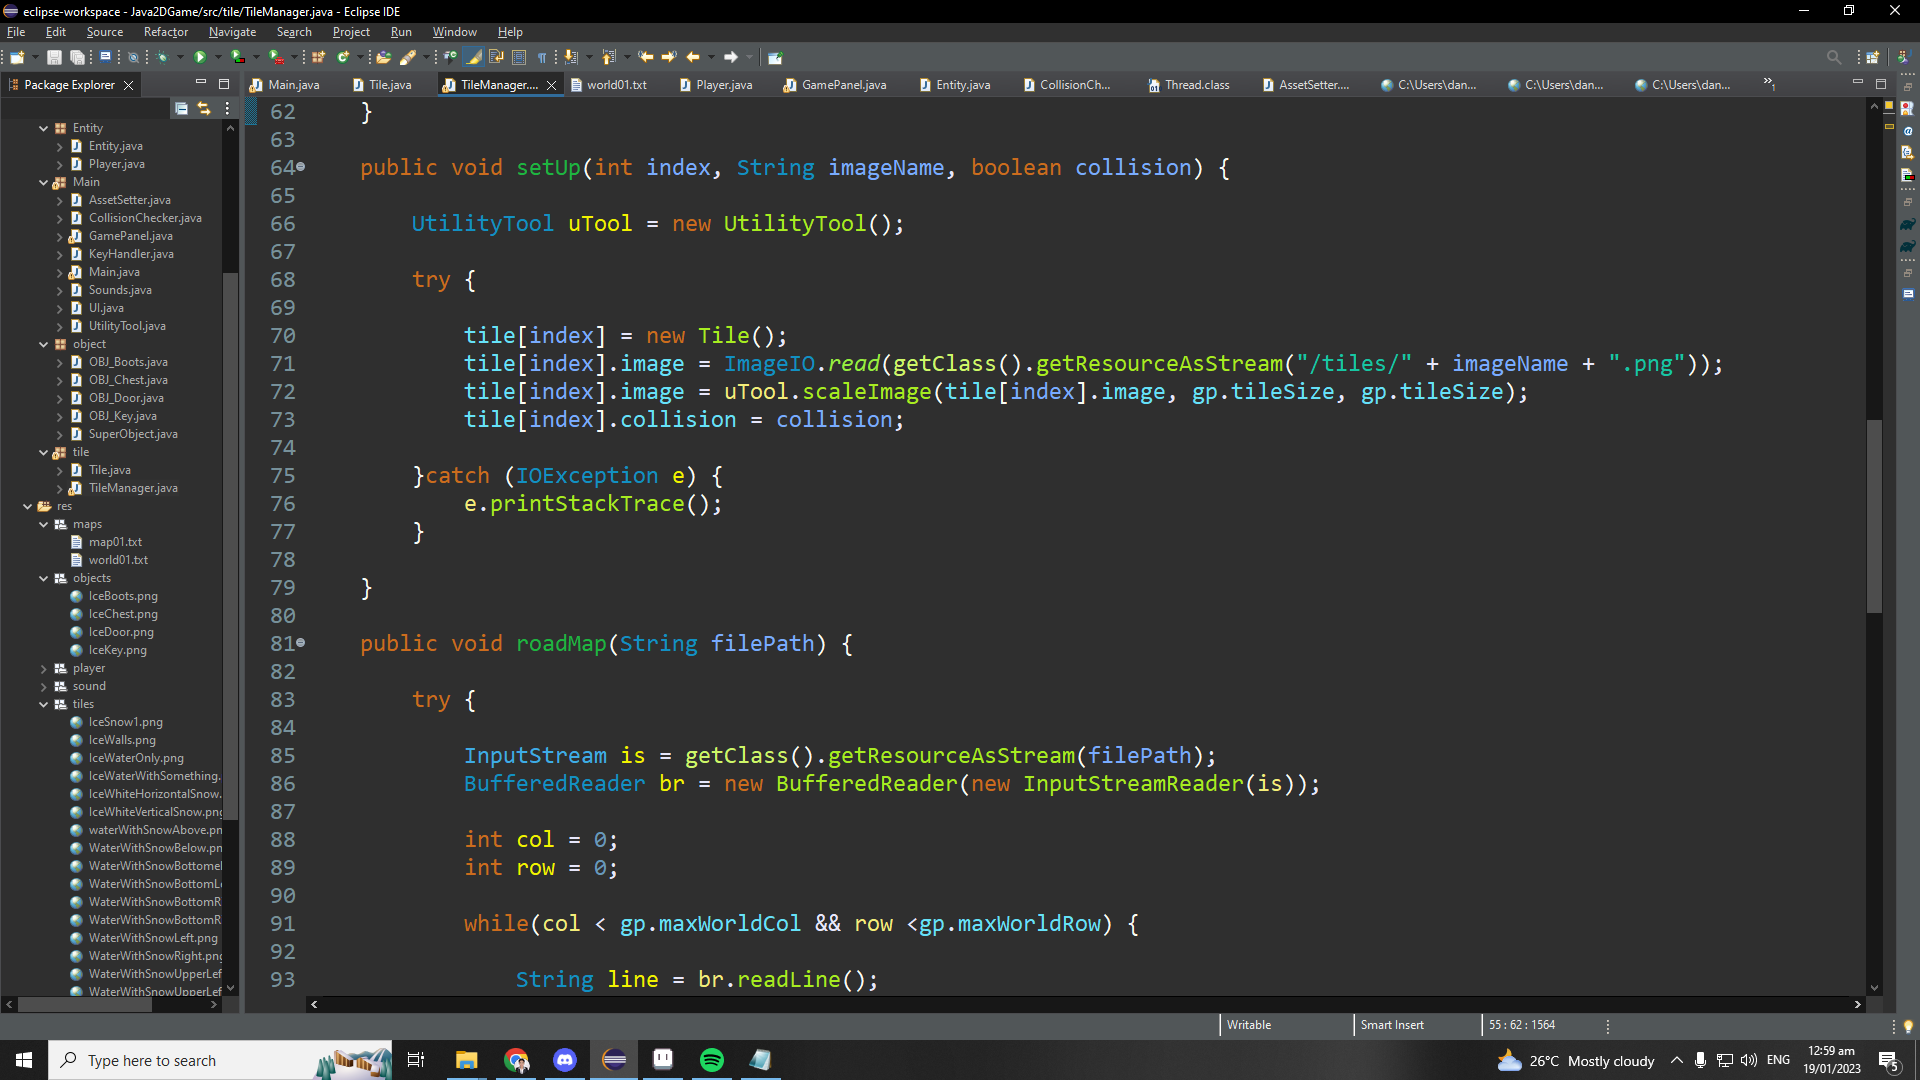 eclipse-workspace - Java2DGame/src/tile/TileManager.java - Eclipse IDE
File Edit Source Refactor Navigate Search Project Run Window Help
Package Explorer
Main.java Tile.java TileManager.... world01.txt Player.java GamePanel.java Entity.java CollisionCh... Thread.class AssetSetter.... C:\Users\dan... C:\Users\dan... C:\Users\dan... »1
Entity
Entity.java
Player.java
Main
AssetSetter.java
CollisionChecker.java
GamePanel.java
KeyHandler.java
Main.java
Sounds.java
UI.java
UtilityTool.java
object
OBJ_Boots.java
OBJ_Chest.java
OBJ_Door.java
OBJ_Key.java
SuperObject.java
tile
Tile.java
TileManager.java
res
maps
map01.txt
world01.txt
objects
IceBoots.png
IceChest.png
IceDoor.png
IceKey.png
player
sound
tiles
IceSnow1.png
IceWalls.png
IceWaterOnly.png
IceWaterWithSomething.
IceWhiteHorizontalSnow.
IceWhiteVerticalSnow.png
waterWithSnowAbove.pn
WaterWithSnowBelow.pn
WaterWithSnowBottome
WaterWithSnowBottomL
WaterWithSnowBottomR
WaterWithSnowBottomR
WaterWithSnowLeft.png
WaterWithSnowRight.png
WaterWithSnowUpperLef
WaterWithSnowUpperLef
62 }
63
64 public void setUp(int index, String imageName, boolean collision) {
65
66 UtilityTool uTool = new UtilityTool();
67
68 try {
69
70 tile[index] = new Tile();
71 tile[index].image = ImageIO.read(getClass().getResourceAsStream("/tiles/" + imageName + ".png"));
72 tile[index].image = uTool.scaleImage(tile[index].image, gp.tileSize, gp.tileSize);
73 tile[index].collision = collision;
74
75 }catch (IOException e) {
76 e.printStackTrace();
77 }
78
79 }
80
81 public void roadMap(String filePath) {
82
83 try {
84
85 InputStream is = getClass().getResourceAsStream(filePath);
86 BufferedReader br = new BufferedReader(new InputStreamReader(is));
87
88 int col = 0;
89 int row = 0;
90
91 while(col < gp.maxWorldCol && row <gp.maxWorldRow) {
92
93 String line = br.readLine();
Writable Smart Insert 55 : 62 : 1564
Type here to search
26°C Mostly cloudy ENG 12:59 am
19/01/2023
5